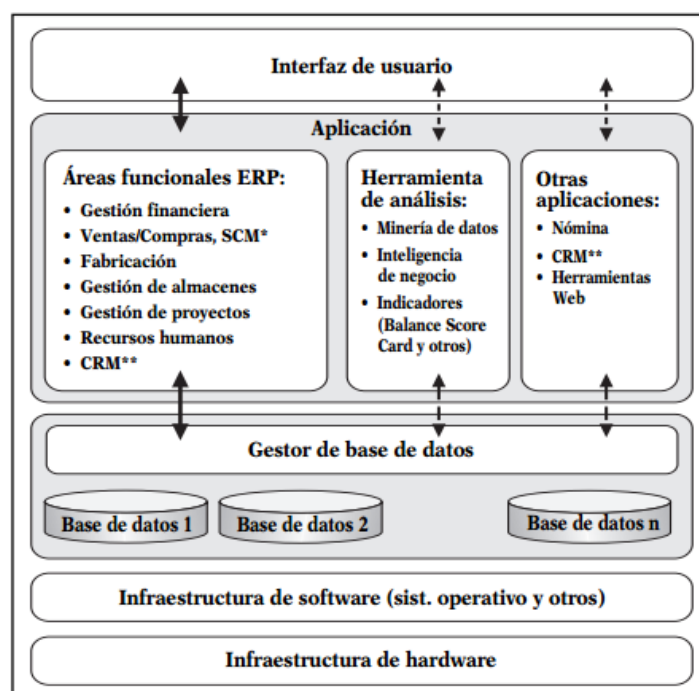 Interfaz de usuario
Aplicación
Áreas funcionales ERP:
• Gestión financiera
• Ventas/Compras, SCM*
• Fabricación
• Gestión de almacenes
• Gestión de proyectos
• Recursos humanos
• CRM**
Herramienta
de análisis:
• Minería de datos
• Inteligencia
de negocio
• Indicadores
(Balance Score
Card y otros)
Otras
aplicaciones:
• Nómina
• CRM**
• Herramientas
Web
Gestor de base de datos
Base de datos 1
Base de datos 2
Base de datos n
Infraestructura de software (sist. operativo y otros)
Infraestructura de hardware